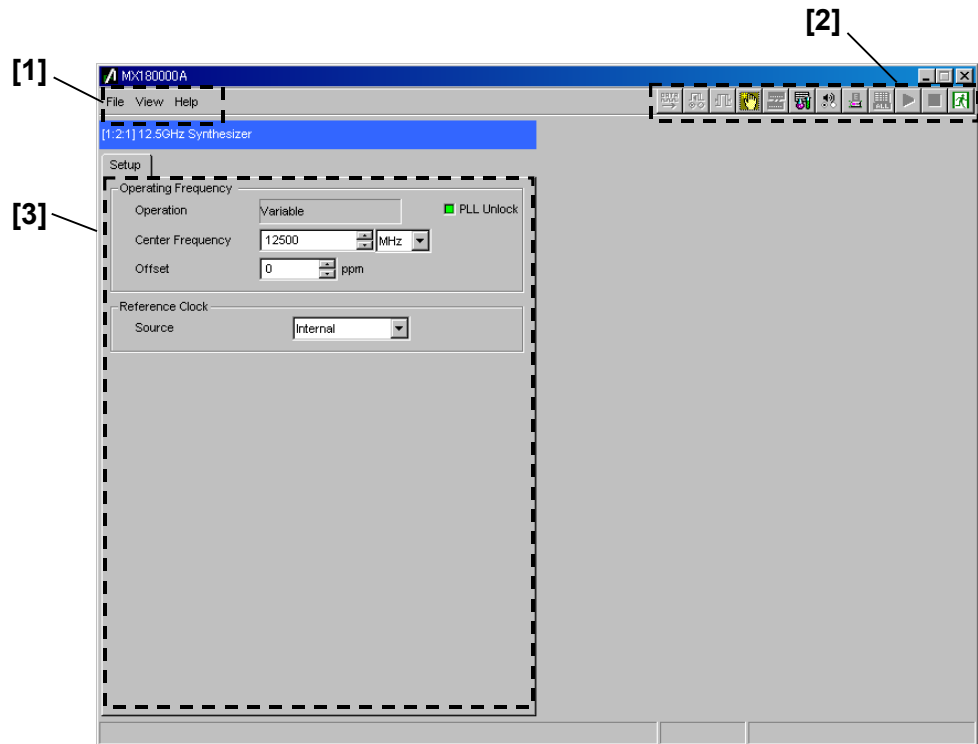 [2]
[1]
MX180000A
File View Help
[1:2:1] 12.5GHz Synthesizer
Setup
[3]
Operating Frequency
Operation Variable PLL Unlock
Center Frequency 12500 MHz
Offset 0 ppm
Reference Clock
Source Internal
ALL